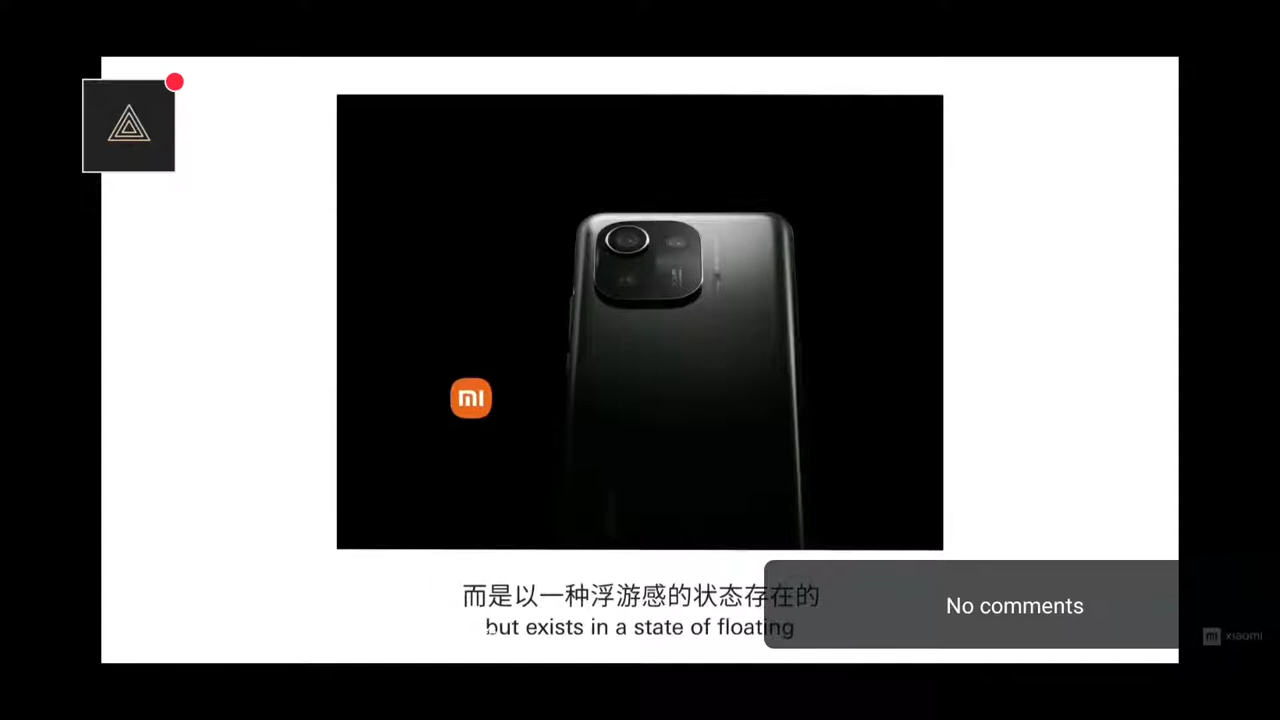 mi
而是以一种浮游感的状态存在的
but exists in a state of floating
No comments
mi xiaomi